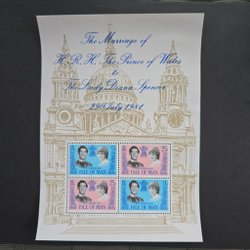 The Marriage of
H.R.H. The Prince of Wales
to
The Lady Diana Spencer
29th July 1981
ISLE OF MAN
ISLE OF MAN
ISLE OF MAN
ISLE OF MAN